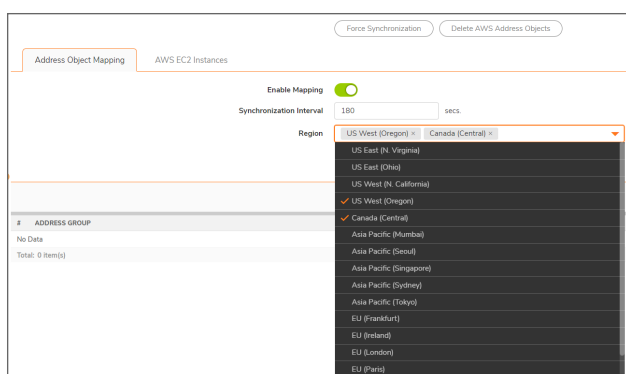 Force Synchronization Delete AWS Address Objects
Address Object Mapping AWS EC2 Instances
Enable Mapping
Synchronization Interval 180 secs.
Region US West (Oregon) × Canada (Central) ×
US East (N. Virginia)
US East (Ohio)
US West (N. California)
US West (Oregon)
# ADDRESS GROUP
Canada (Central)
No Data
Asia Pacific (Mumbai)
Total: 0 item(s)
Asia Pacific (Seoul)
Asia Pacific (Singapore)
Asia Pacific (Sydney)
Asia Pacific (Tokyo)
EU (Frankfurt)
EU (Ireland)
EU (London)
EU (Paris)